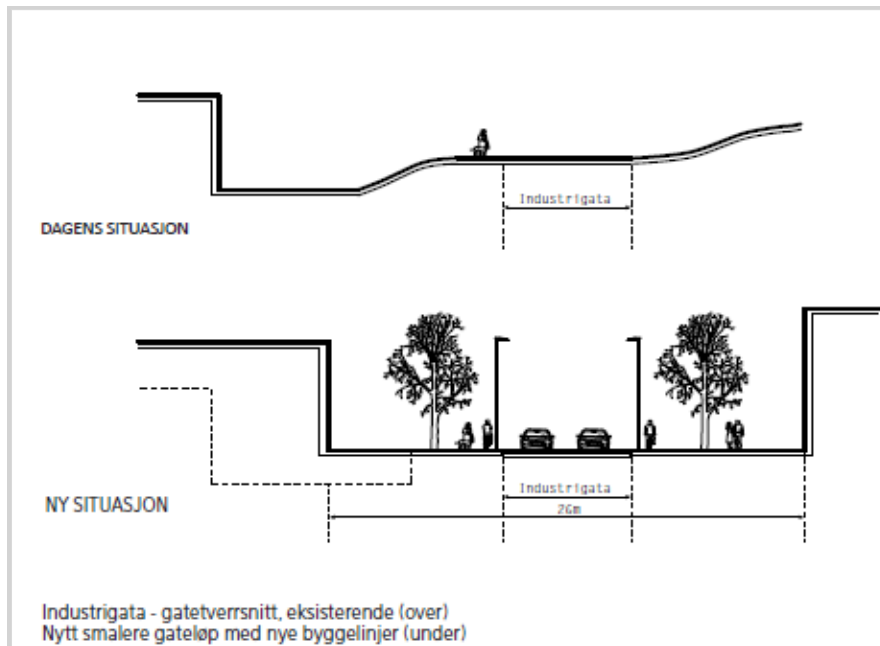 Industrigata
DAGENS SITUASJON
Industrigata
26m
NY SITUASJON
Industrigata - gatetverrsnitt, eksisterende (over)
Nytt smalere gateløp med nye byggelinjer (under)